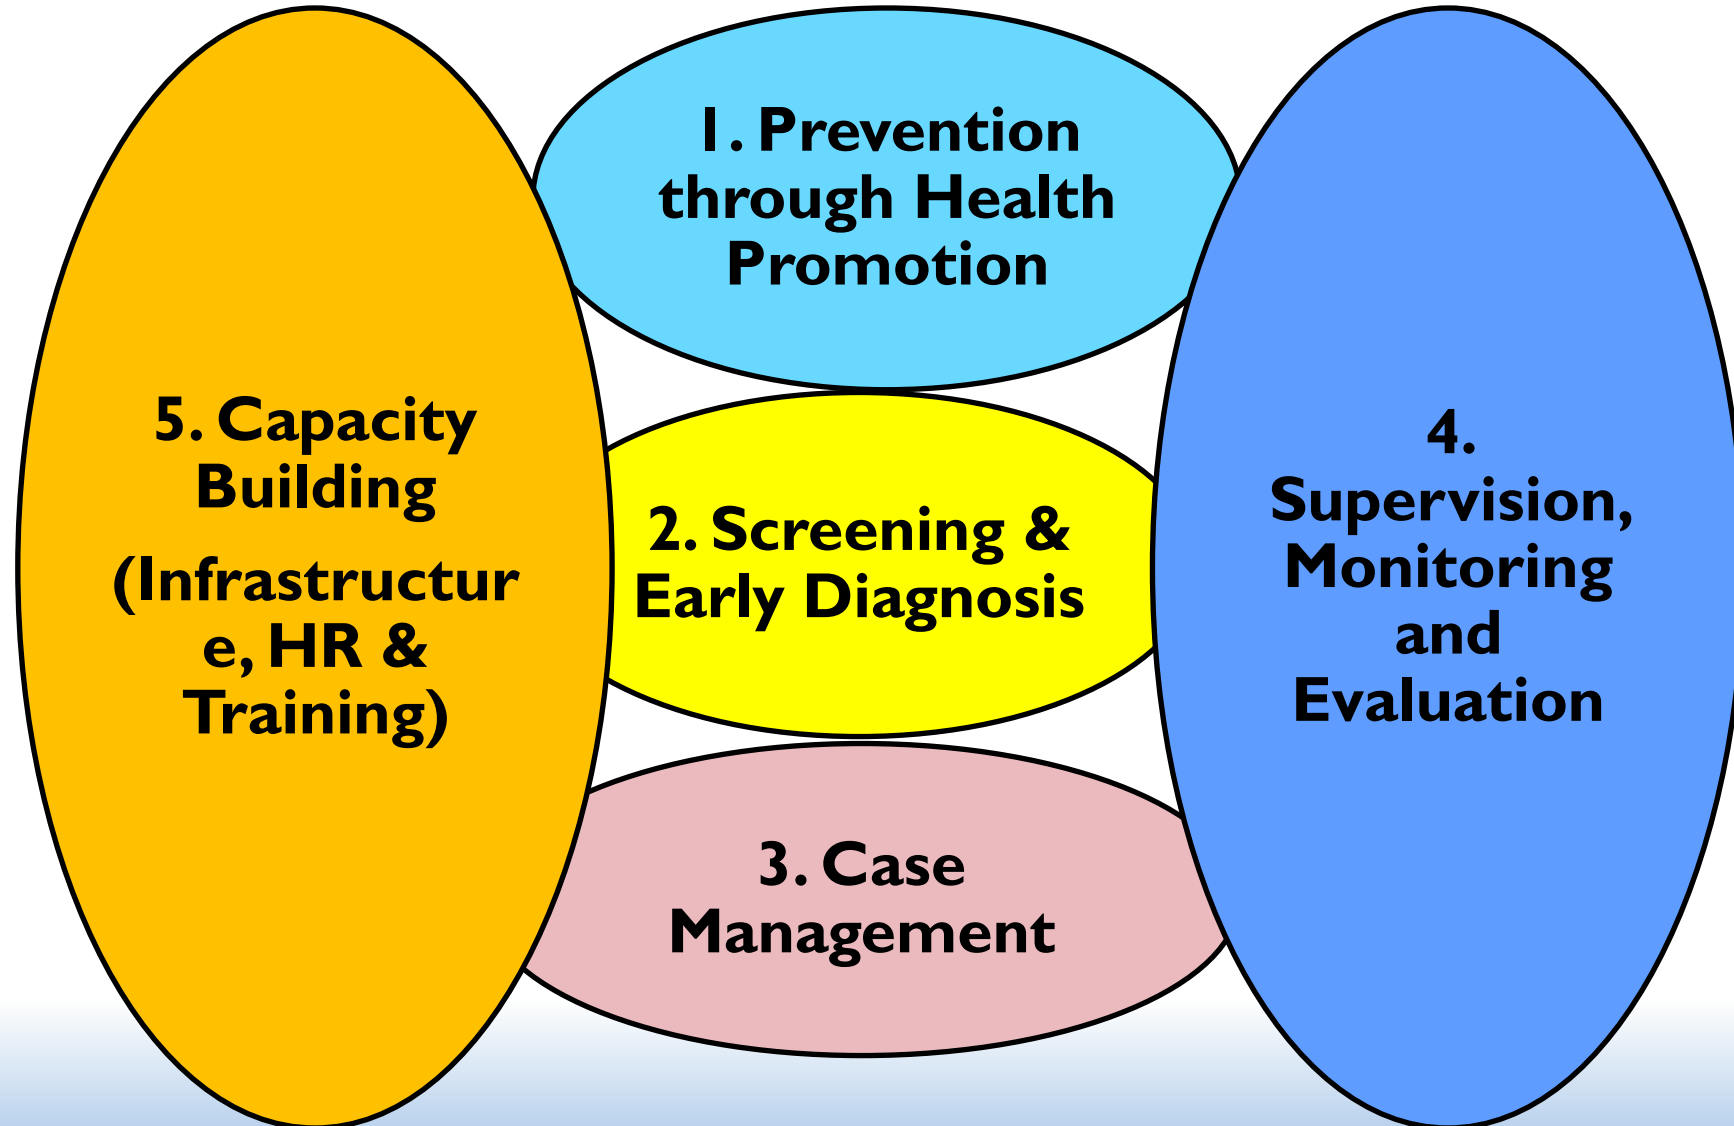 1. Prevention
through Health
Promotion
2. Screening &
Early Diagnosis
3. Case
Management
4.
Supervision,
Monitoring
and
Evaluation
5. Capacity
Building
(Infrastructur
e, HR &
Training)